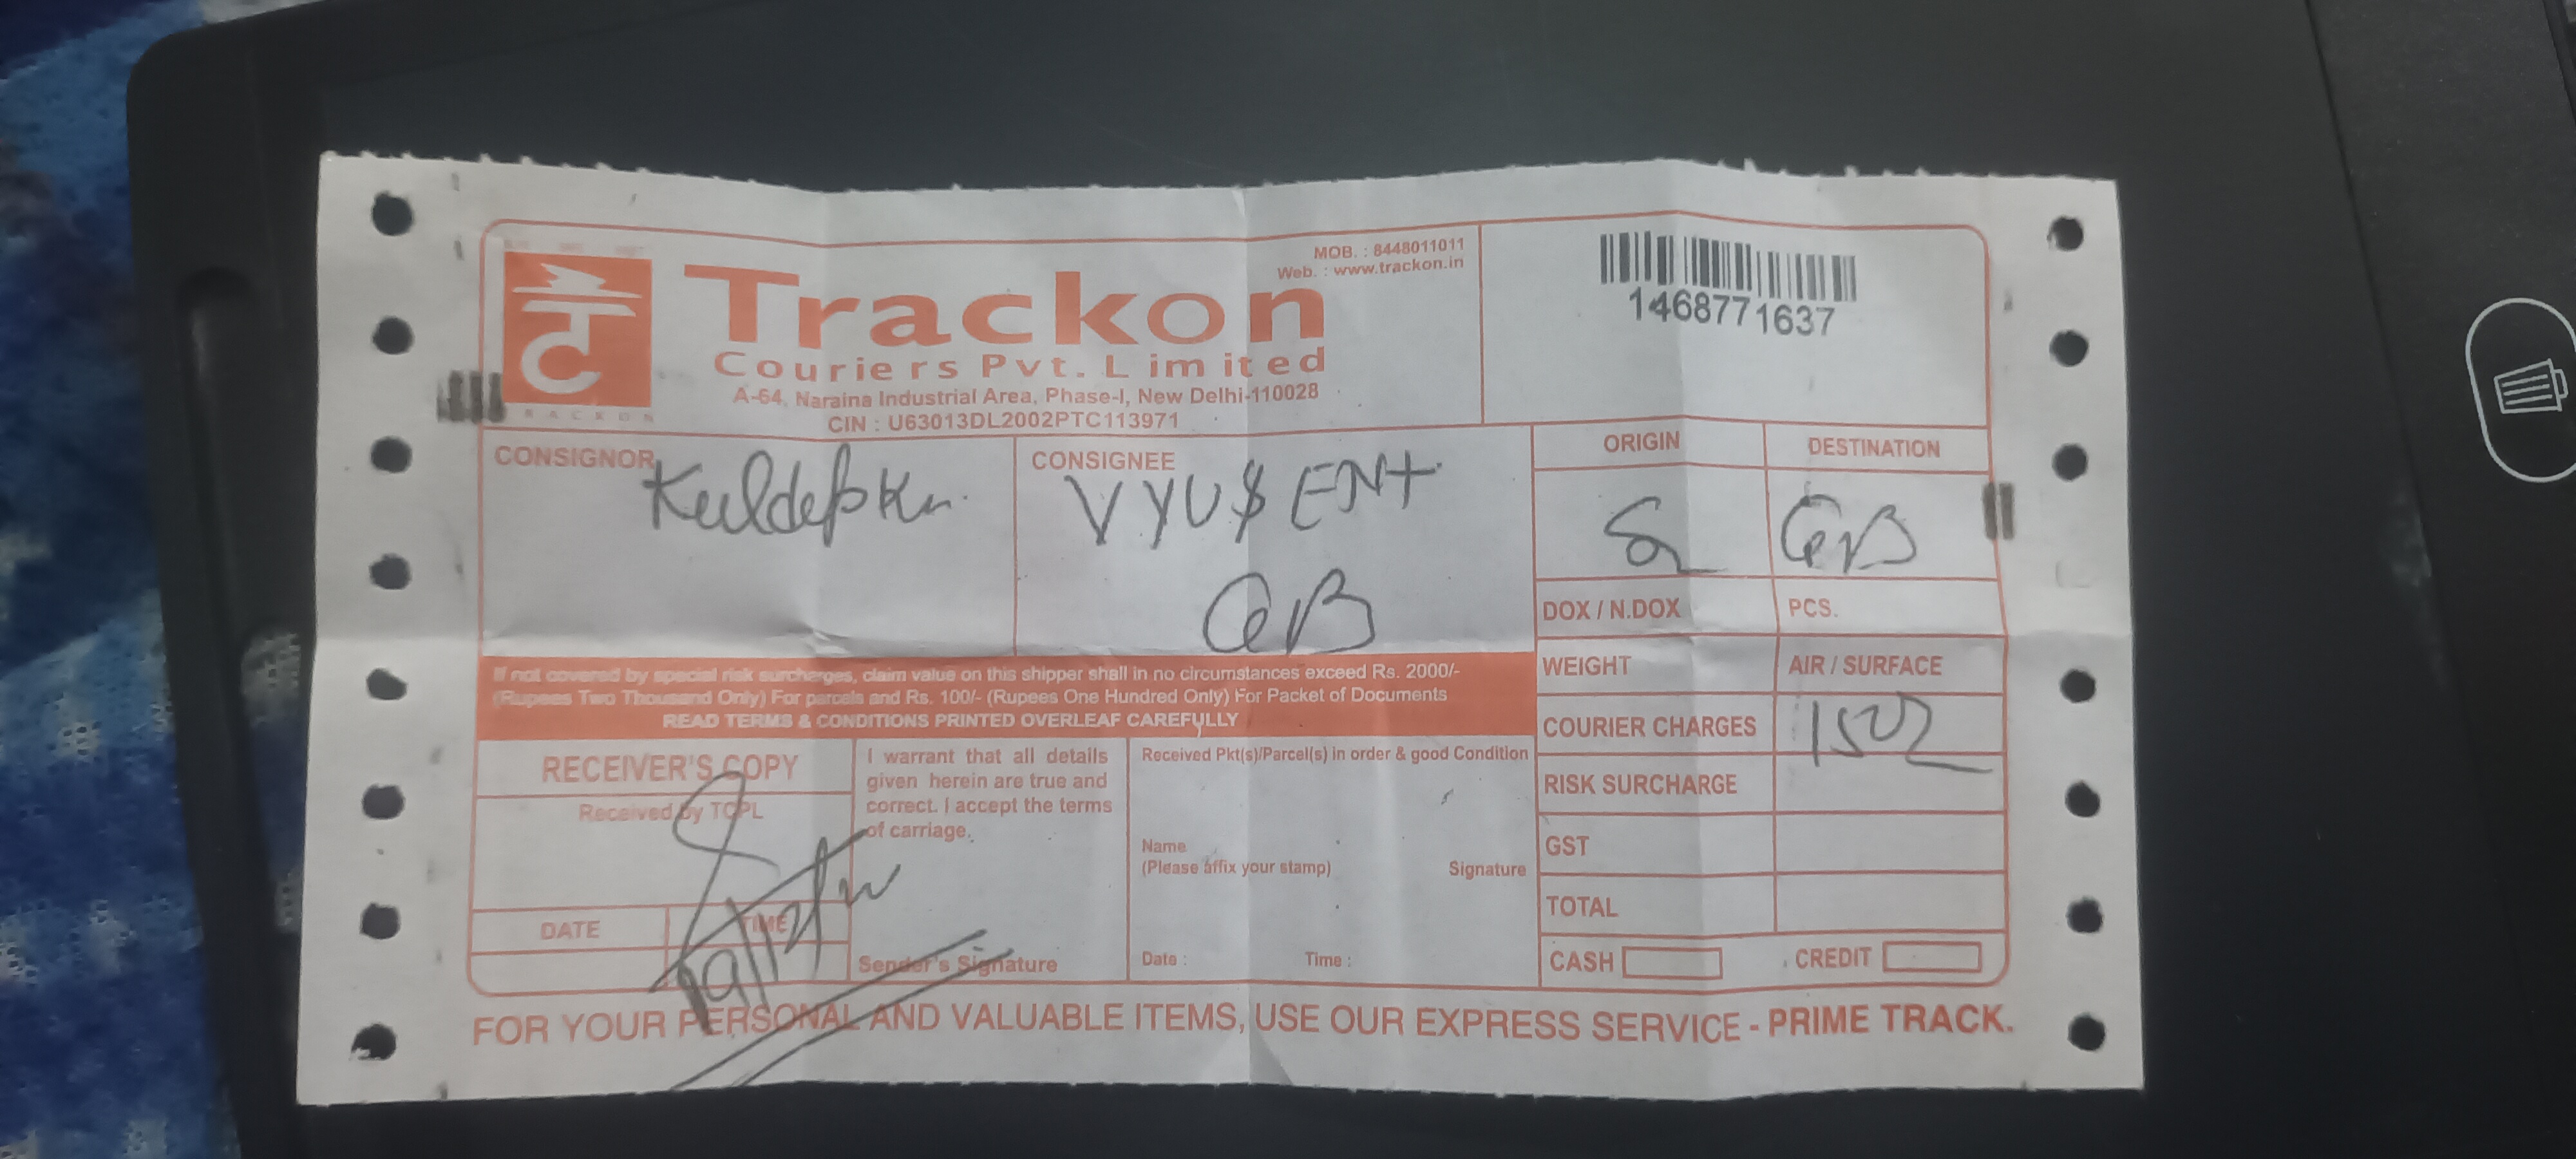 MOB. : 8448011011
Web. : www.trackon.in
Trackon
Couriers Pvt. Limited
A-64, Naraina Industrial Area, Phase-I, New Delhi-110028
CIN : U63013DL2002PTC113971
TC
TRACKON
1468771637
CONSIGNOR
CONSIGNEE
VYUS ENT
GB
ORIGIN
DESTINATION
GB
DOX / N.DOX
PCS.
WEIGHT
AIR / SURFACE
COURIER CHARGES
RISK SURCHARGE
GST
TOTAL
CASH
CREDIT
If not covered by special risk surcharges, claim value on this shipper shall in no circumstances exceed Rs. 2000/-
(Rupees Two Thousand Only) For parcels and Rs. 100/- (Rupees One Hundred Only) For Packet of Documents
READ TERMS & CONDITIONS PRINTED OVERLEAF CAREFULLY
RECEIVER'S COPY
Received by TCPL
DATE
TIME
I warrant that all details
given herein are true and
correct. I accept the terms
of carriage.
Sender's Signature
Received Pkt(s)/Parcel(s) in order & good Condition
Name
(Please affix your stamp)
Signature
Date :
Time :
FOR YOUR PERSONAL AND VALUABLE ITEMS, USE OUR EXPRESS SERVICE - PRIME TRACK.